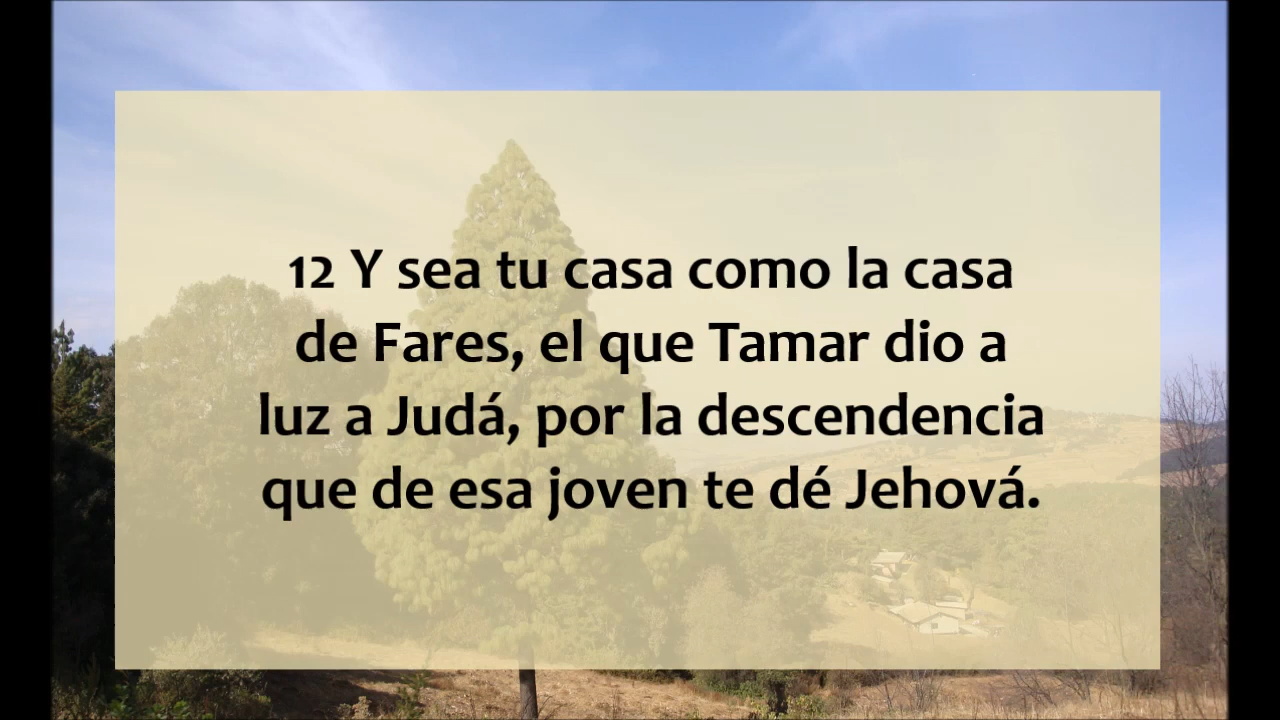 12 Y sea tu casa como la casa
de Fares, el que Tamar dio a
luz a Judá, por la descendencia
que de esa joven te dé Jehová.